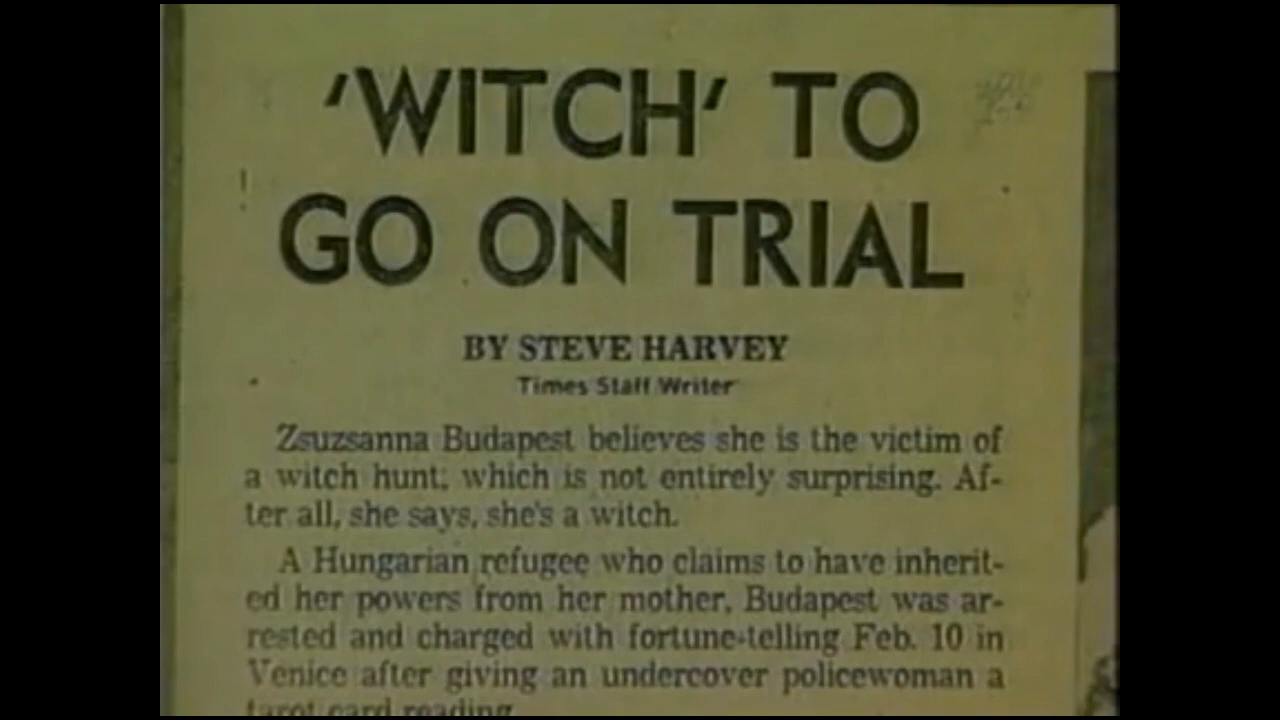 'WITCH' TO
GO ON TRIAL
BY STEVE HARVEY
Times Staff Writer
Zsuzsanna Budapest believes she is the victim of
a witch hunt; which is not entirely surprising. Af-
ter all, she says, she's a witch.
A Hungarian refugee who claims to have inherit-
ed her powers from her mother, Budapest was ar-
rested and charged with fortune-telling Feb. 10 in
Venice after giving an undercover policewoman a
tarot card reading.